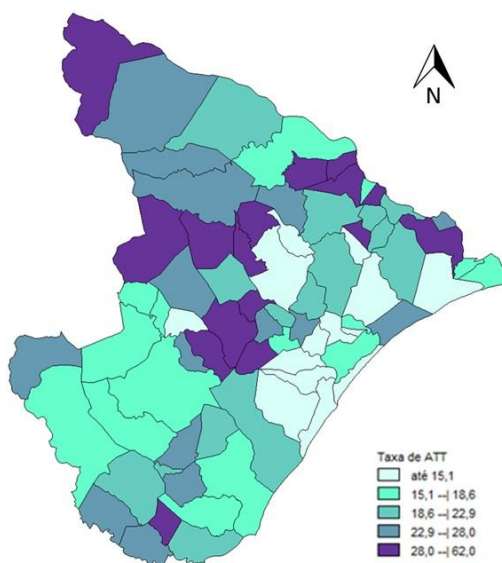 N
Taxa de ATT
até 15,1
15,1 --| 18,6
18,6 --| 22,9
22,9 --| 28,0
28,0 --| 62,0